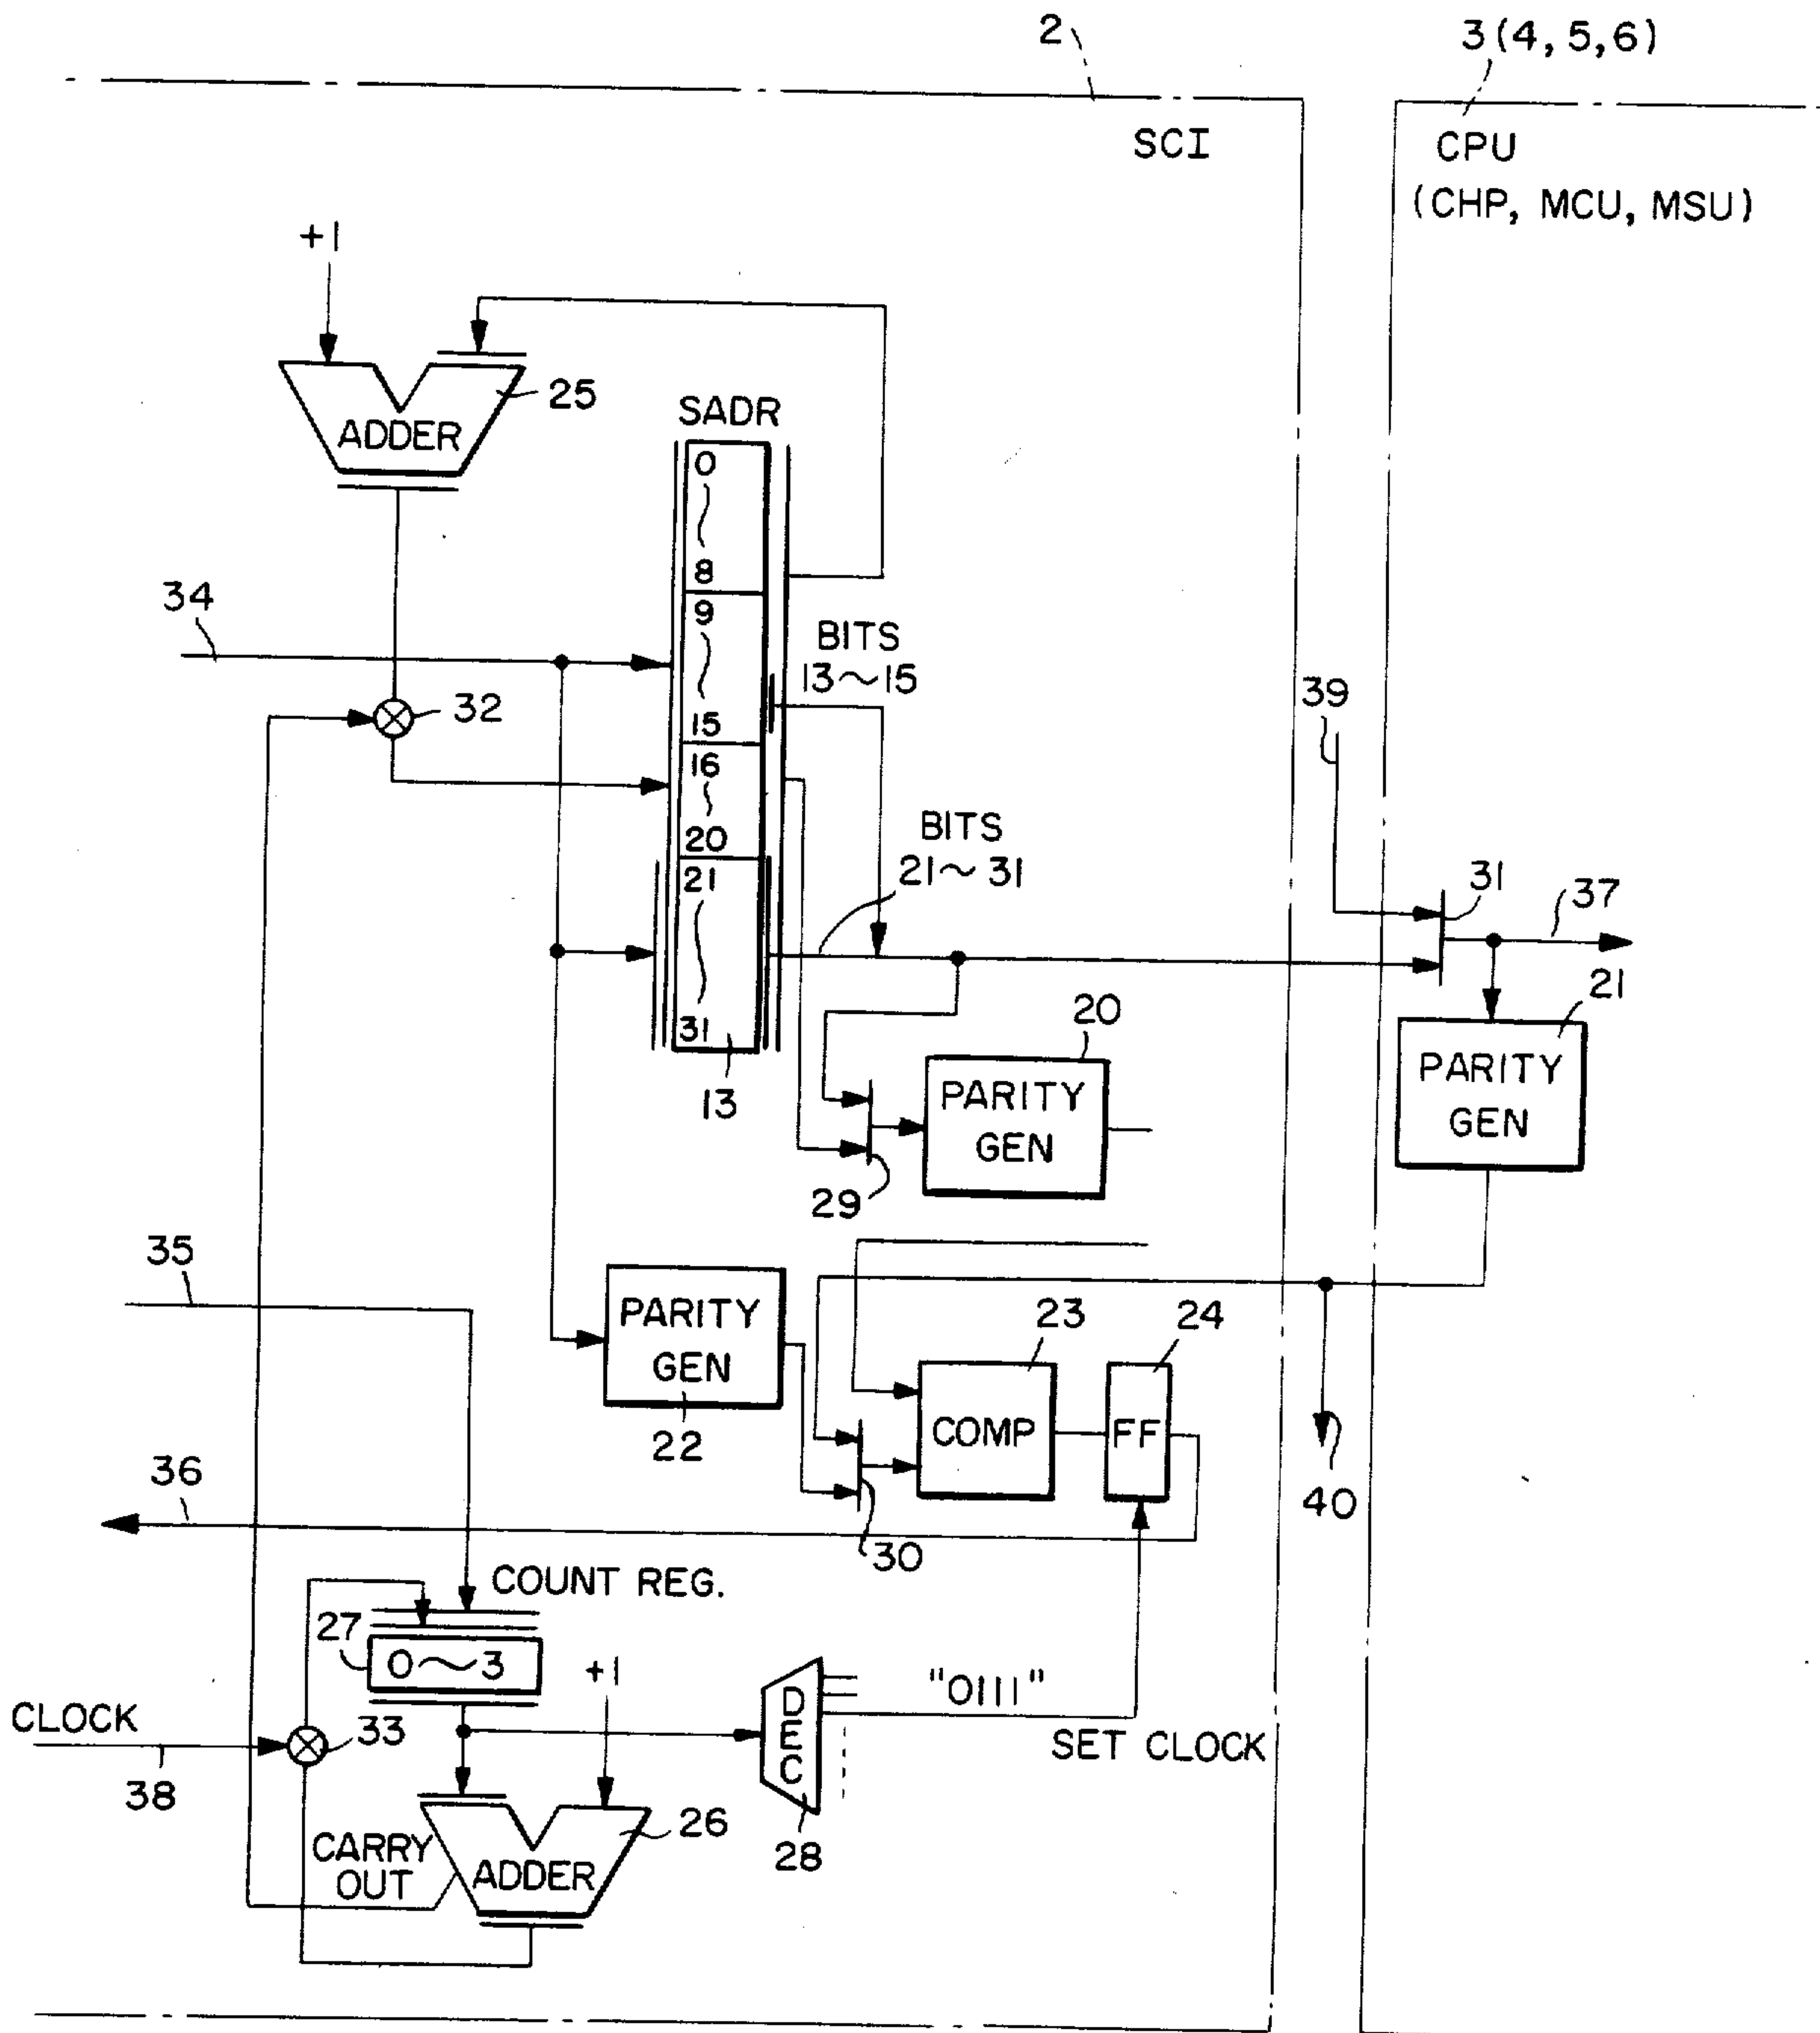 2
3(4,5,6)
SCI
CPU
(CHP, MCU, MSU)
+1
25
ADDER
SADR
0
8
34
9
BITS
13~15
32
15
39
16
20
BITS
21~31
21
31
37
31
21
20
PARITY
GEN
13
PARITY
GEN
29
35
23
24
PARITY
GEN
22
COMP
FF
36
40
30
COUNT REG.
27
0~3
+1
DEC
"0111"
CLOCK
33
SET CLOCK
38
26
28
CARRY
OUT
ADDER